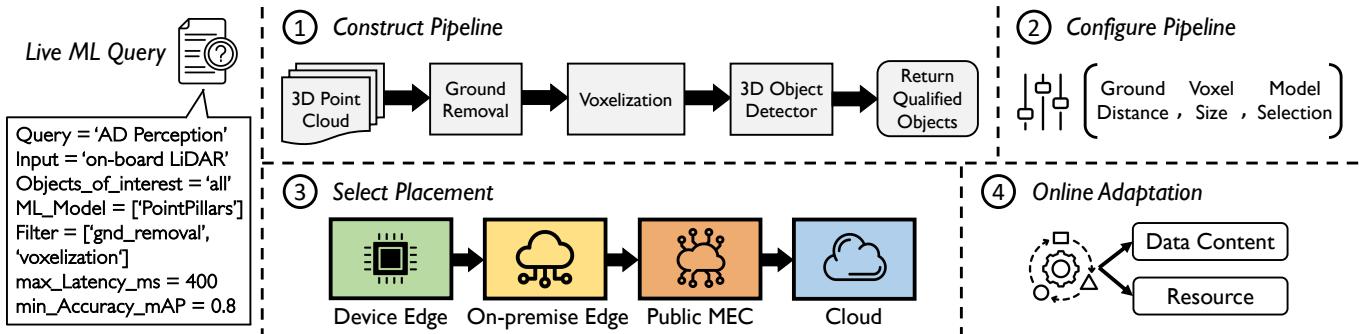 Live ML Query
?
Query = ‘AD Perception’
Input = ‘on-board LiDAR’
Objects_of_interest = ‘all’
ML_Model = [‘PointPillars’]
Filter = [‘gnd_removal’,
‘voxelization’]
max_Latency_ms = 400
min_Accuracy_mAP = 0.8
1 Construct Pipeline
3D Point
Cloud
Ground
Removal
Voxelization
3D Object
Detector
Return
Qualified
Objects
2 Configure Pipeline
Ground
Distance ,
Voxel
Size ,
Model
Selection
3 Select Placement
Device Edge
On-premise Edge
Public MEC
Cloud
4 Online Adaptation
Data Content
Resource